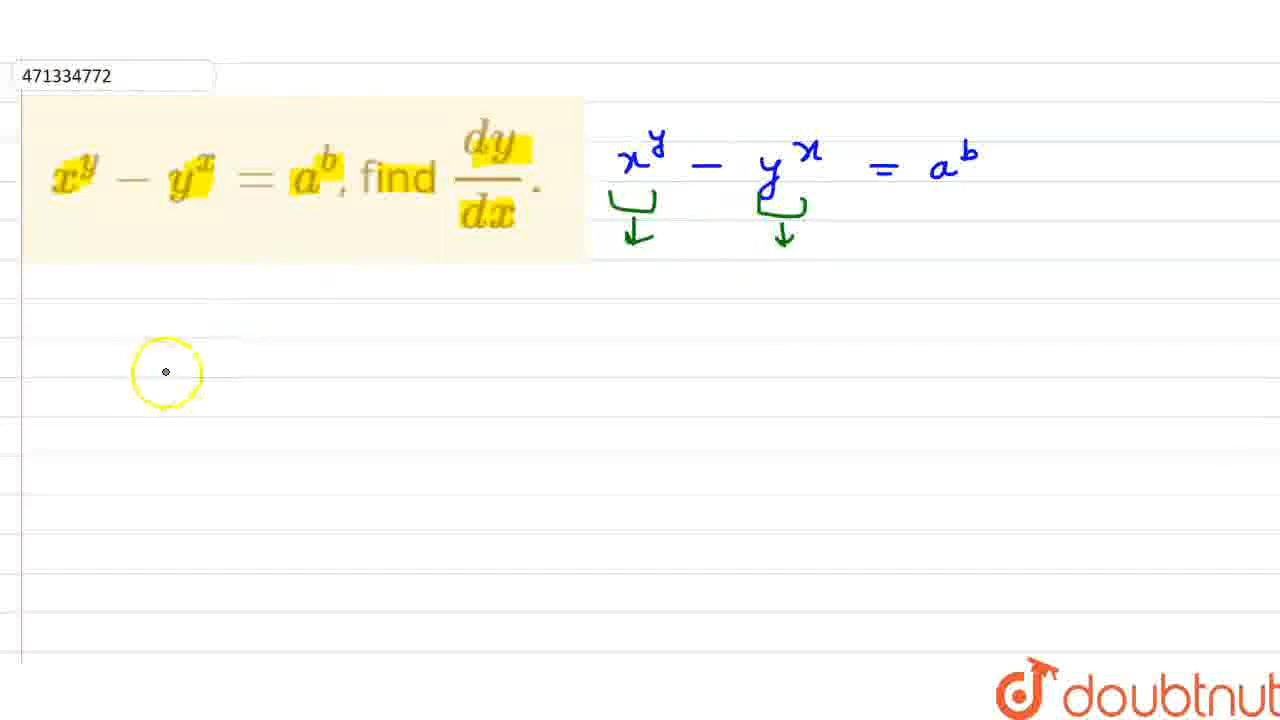 471334772
x^y − y^x = a^b, find dy/dx.
x^y − y^x = a^b
doubtnut